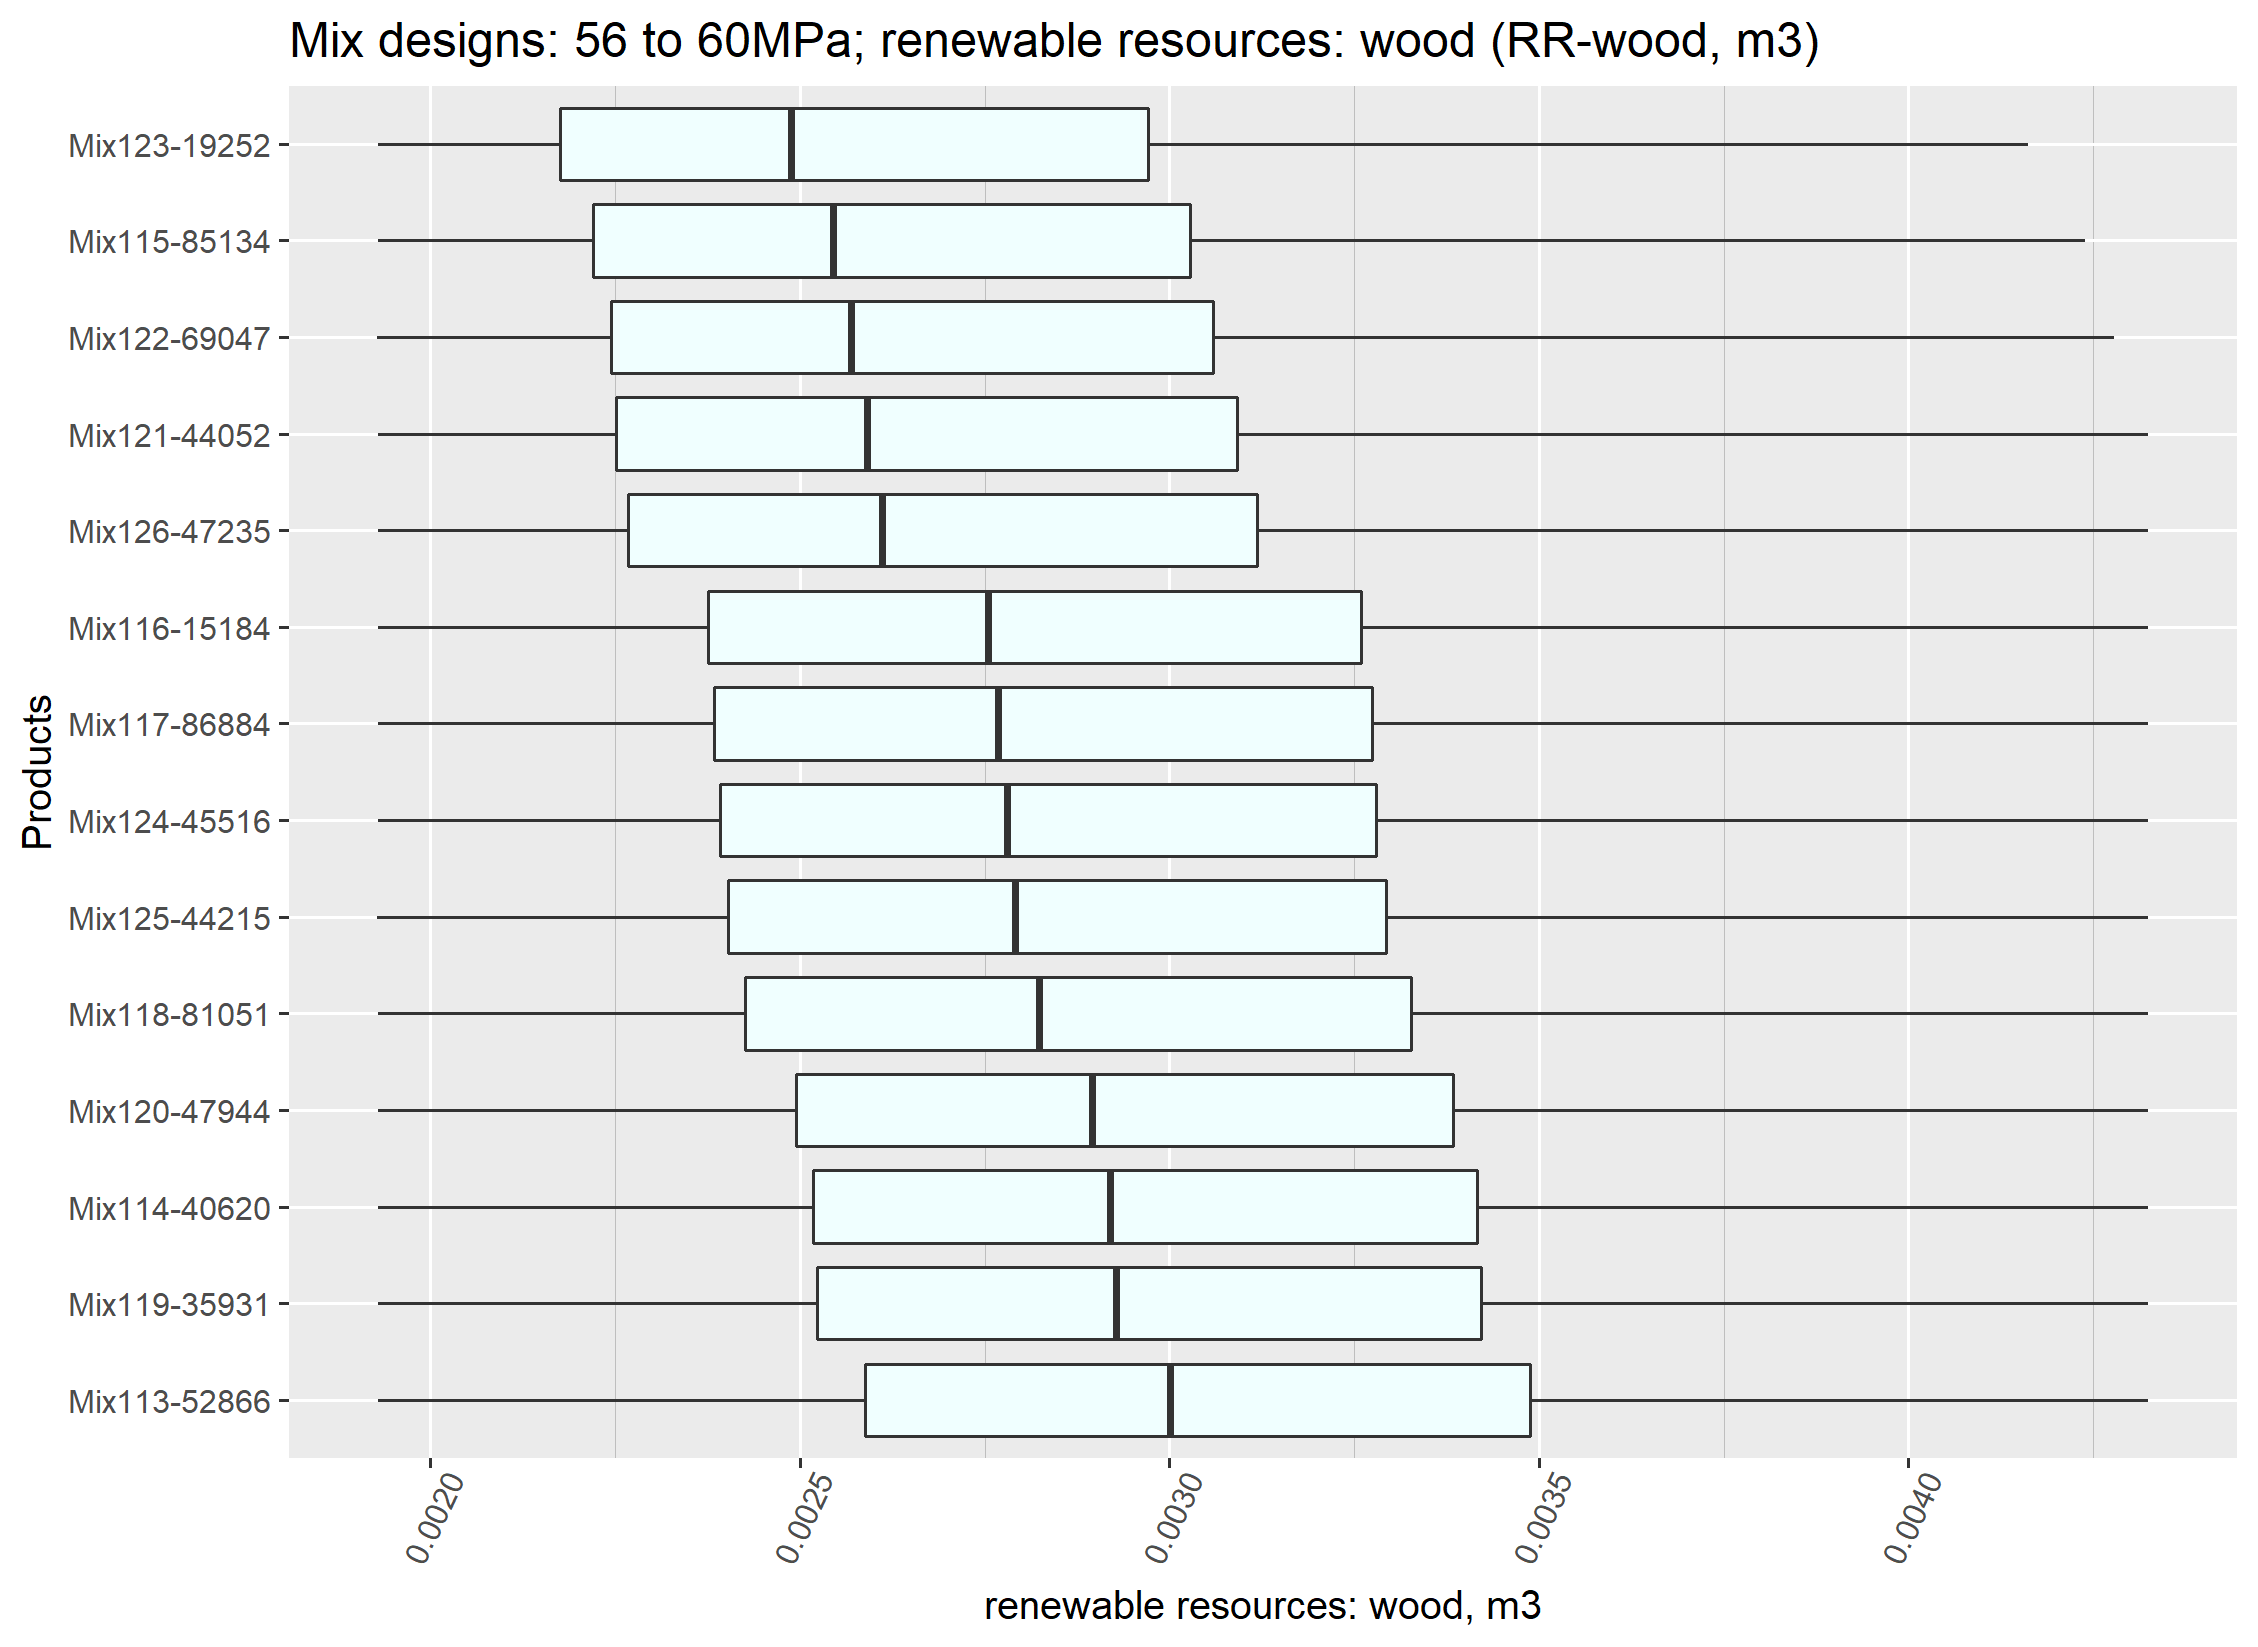 Mix designs: 56 to 60MPa; renewable resources: wood (RR-wood, m3)
Products
Mix123-19252
Mix115-85134
Mix122-69047
Mix121-44052
Mix126-47235
Mix116-15184
Mix117-86884
Mix124-45516
Mix125-44215
Mix118-81051
Mix120-47944
Mix114-40620
Mix119-35931
Mix113-52866
0.0020
0.0025
0.0030
0.0035
0.0040
renewable resources: wood, m3